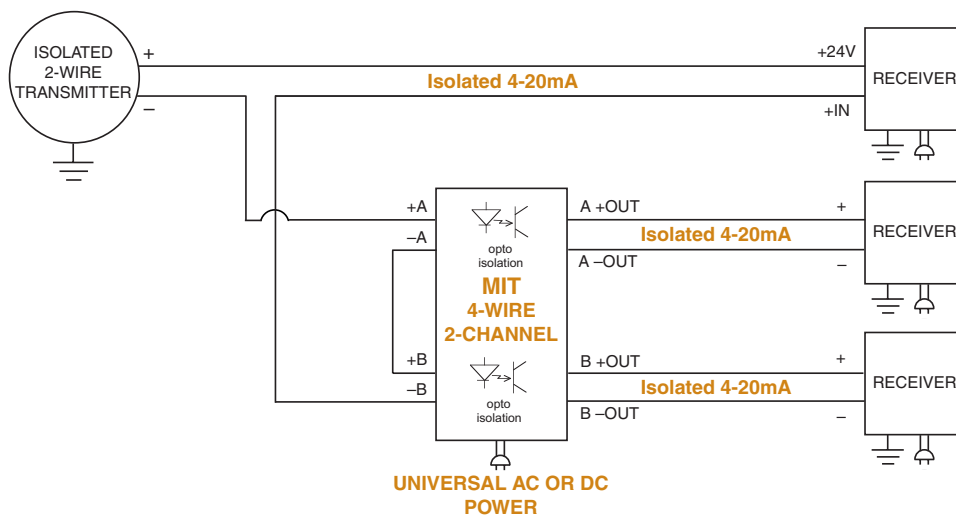 ISOLATED
2-WIRE
TRANSMITTER
+
–
+24V
Isolated 4-20mA
+IN
RECEIVER
+A
–A
opto
isolation
MIT
4-WIRE
2-CHANNEL
+B
–B
opto
isolation
UNIVERSAL AC OR DC
POWER
A +OUT
+
Isolated 4-20mA
A –OUT
–
RECEIVER
B +OUT
+
Isolated 4-20mA
B –OUT
–
RECEIVER